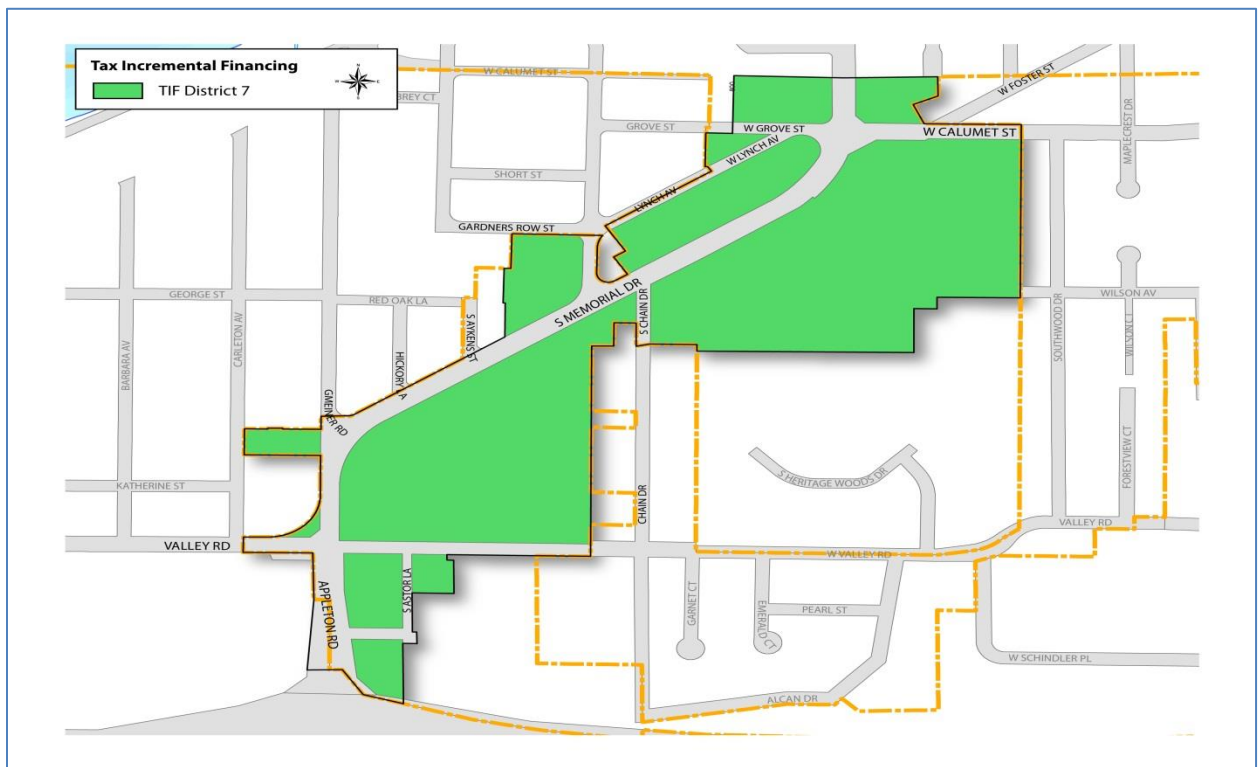 Tax Incremental Financing
TIF District 7
N
W CALUMET ST
BREY CT
W FOSTER ST
MAPLECREST DR
GROVE ST
W GROVE ST
W CALUMET ST
W LYNCH AV
SHORT ST
LYNCH AV
GARDNERS ROW ST
S MEMORIAL DR
S CHAIN DR
GEORGE ST
RED OAK LA
S AYKENS ST
WILSON AV
SOUTHWOOD DR
WILSON CT
BARBARA AV
CARLETON AV
HICKORY LA
GMEINER RD
KATHERINE ST
CHAIN DR
S HERITAGE WOODS DR
FORESTVIEW CT
VALLEY RD
VALLEY RD
W VALLEY RD
APPLETON RD
S ASTOR LA
GARNET CT
EMERALD CT
PEARL ST
W SCHINDLER PL
ALCAN DR